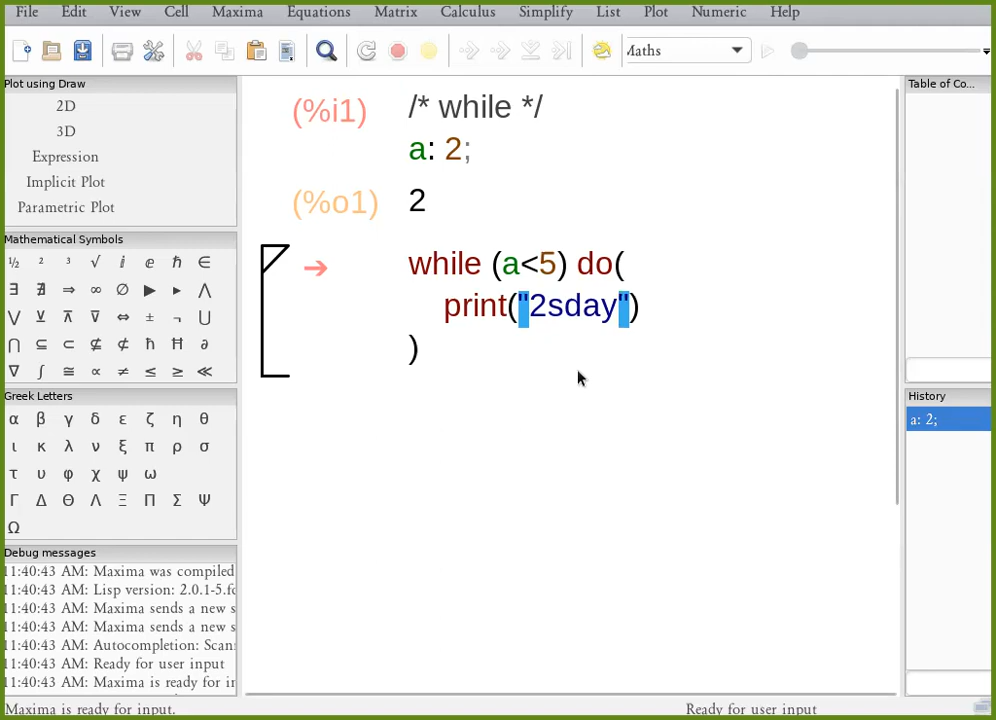 File Edit View Cell Maxima Equations Matrix Calculus Simplify List Plot Numeric Help
Maths
Plot using Draw
2D
3D
Expression
Implicit Plot
Parametric Plot
Mathematical Symbols
½ ² ³ √ ⅈ ℯ ℏ ∈
∃ ∄ ⇒ ∞ ∅ ▶ ▸ ⋀
⋁ ⊻ ⊼ ⊽ ⇔ ± ¬ ⋃
⋂ ⊆ ⊂ ⊈ ⊄ ħ Ħ ∂
∇ ∫ ≅ ∝ ≠ ≤ ≥ ≪
Greek Letters
α β γ δ ε ζ η θ
ι κ λ ν ξ π ρ σ
τ υ φ χ ψ ω
Γ Δ Θ Λ Ξ Π Σ Ψ
Ω
Debug messages
11:40:43 AM: Maxima was compiled
11:40:43 AM: Lisp version: 2.0.1-5.fc
11:40:43 AM: Maxima sends a new s
11:40:43 AM: Maxima sends a new s
11:40:43 AM: Autocompletion: Scan
11:40:43 AM: Ready for user input
11:40:43 AM: Maxima is ready for in
(%i1) /* while */
a: 2;
(%o1) 2
➔ while (a<5) do(
print("2sday")
)
Table of Co...
History
a: 2;
Maxima is ready for input. Ready for user input